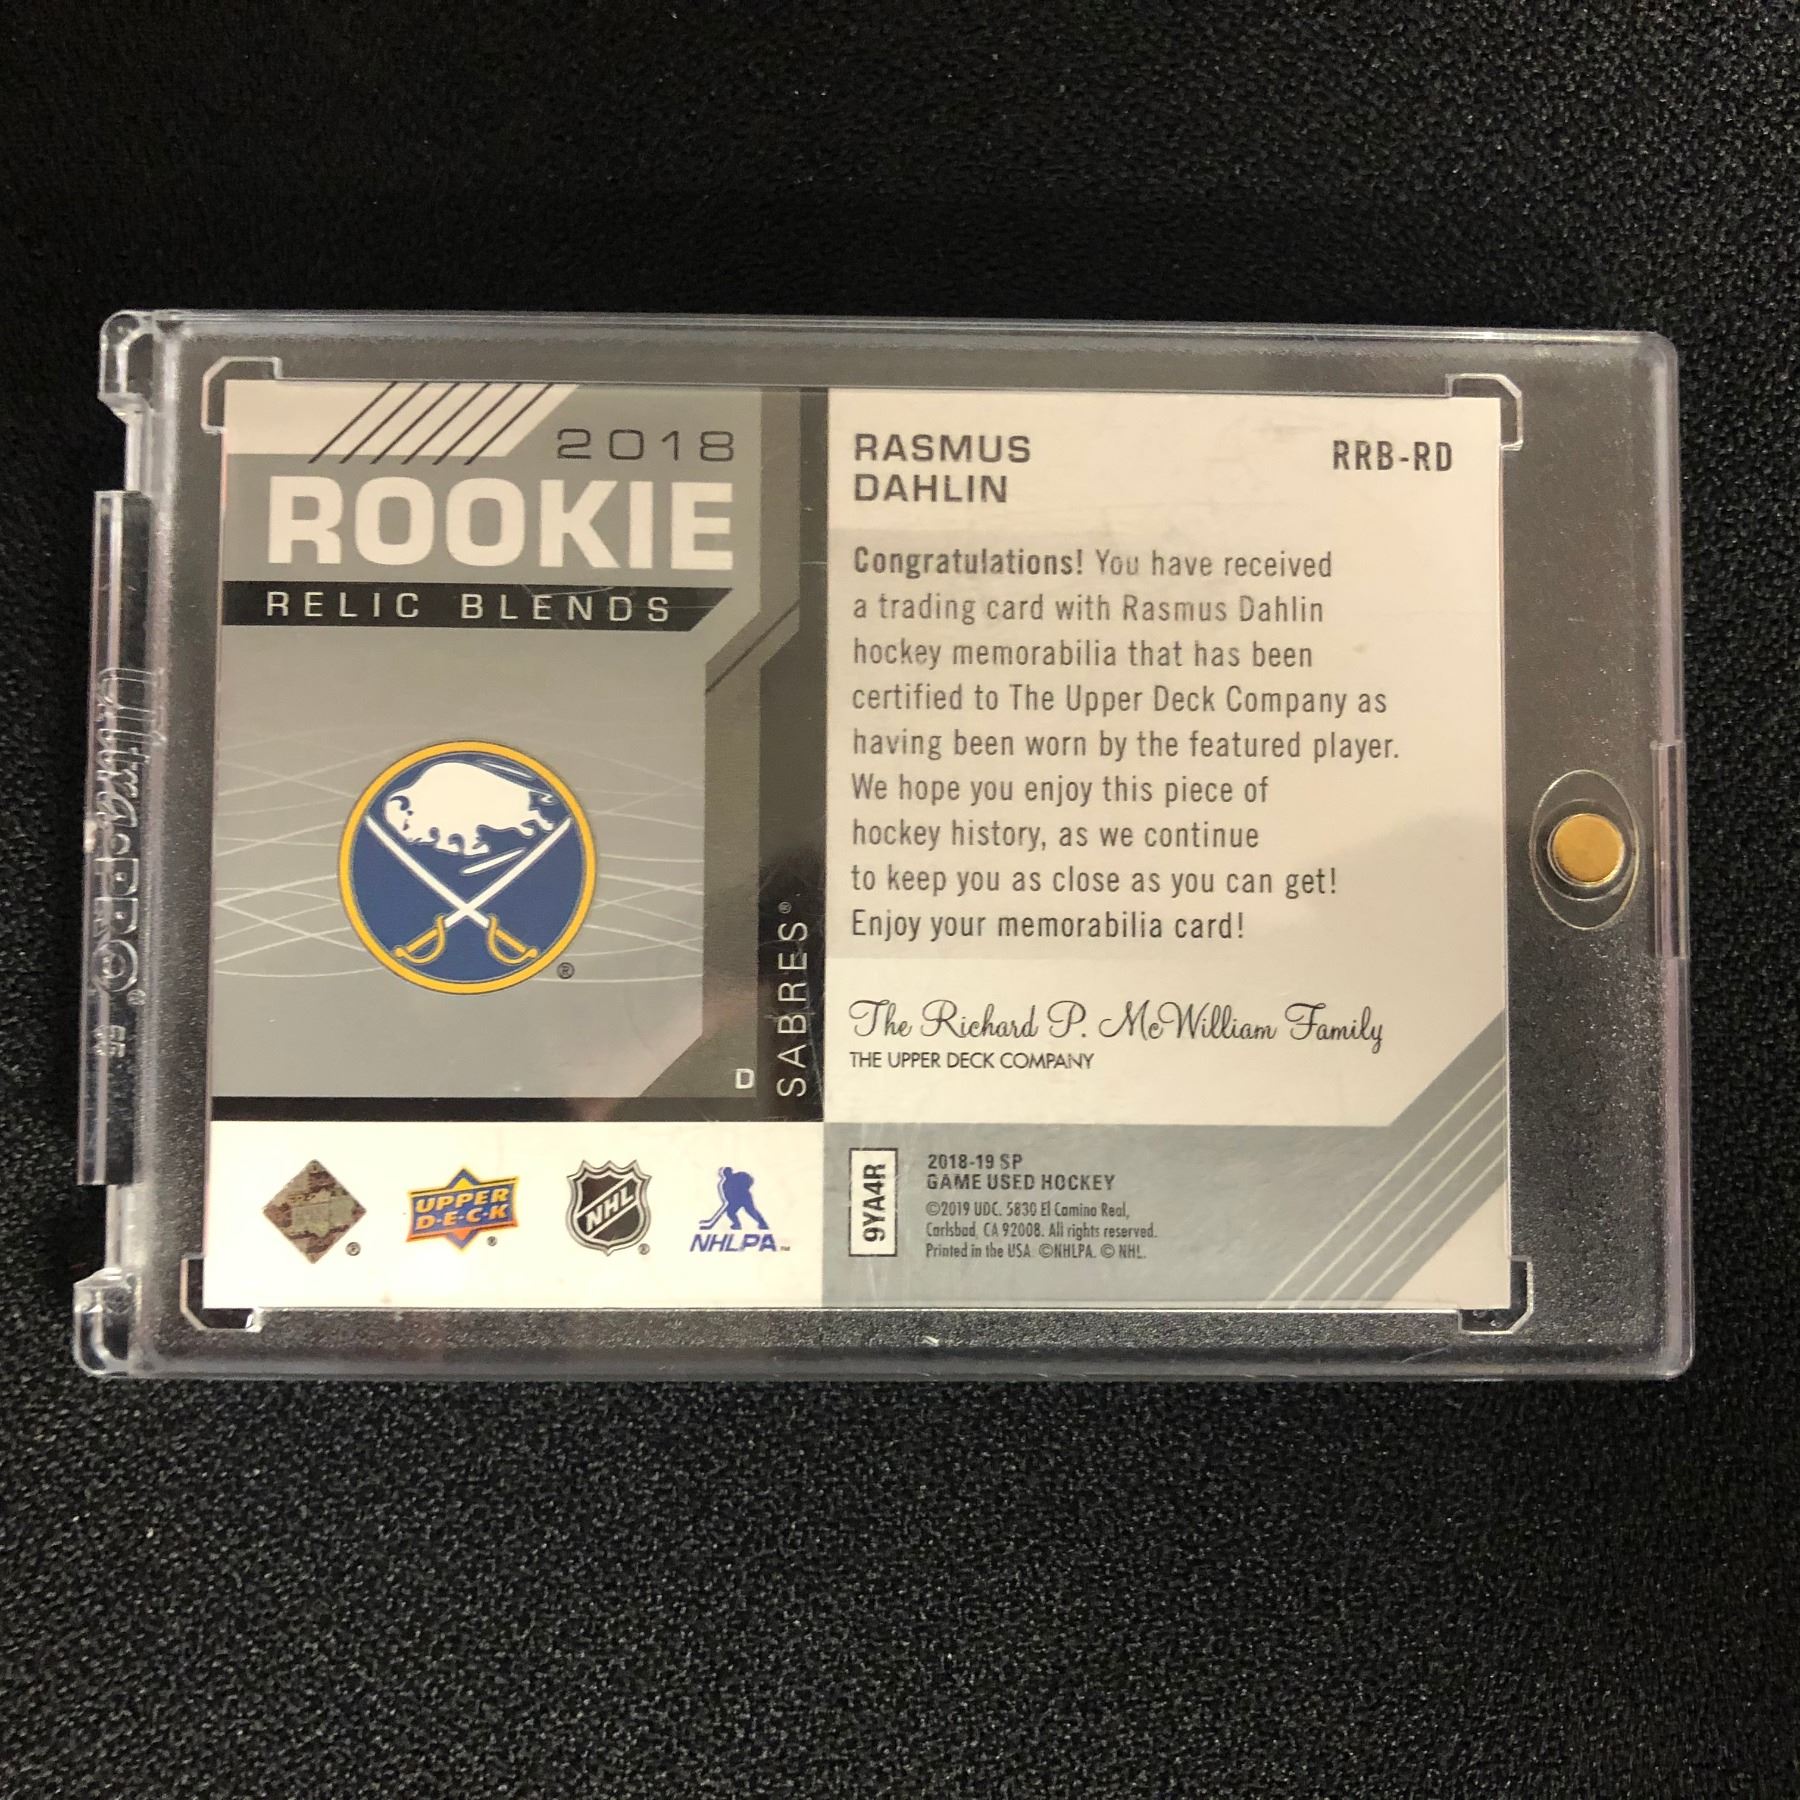 2018
ROOKIE
RELIC BLENDS
SABRES®
D
®
RASMUS
DAHLIN
RRB-RD
Congratulations! You have received
a trading card with Rasmus Dahlin
hockey memorabilia that has been
certified to The Upper Deck Company as
having been worn by the featured player.
We hope you enjoy this piece of
hockey history, as we continue
to keep you as close as you can get!
Enjoy your memorabilia card!
The Richard P. McWilliam Family
THE UPPER DECK COMPANY
®
UPPER
D·E·C·K
®
NHL
®
NHLPA™
9YA4R
2018-19 SP
GAME USED HOCKEY
©2019 UDC. 5830 El Camino Real,
Carlsbad, CA 92008. All rights reserved.
Printed in the USA. ©NHLPA. © NHL.
Ultra•PRO®